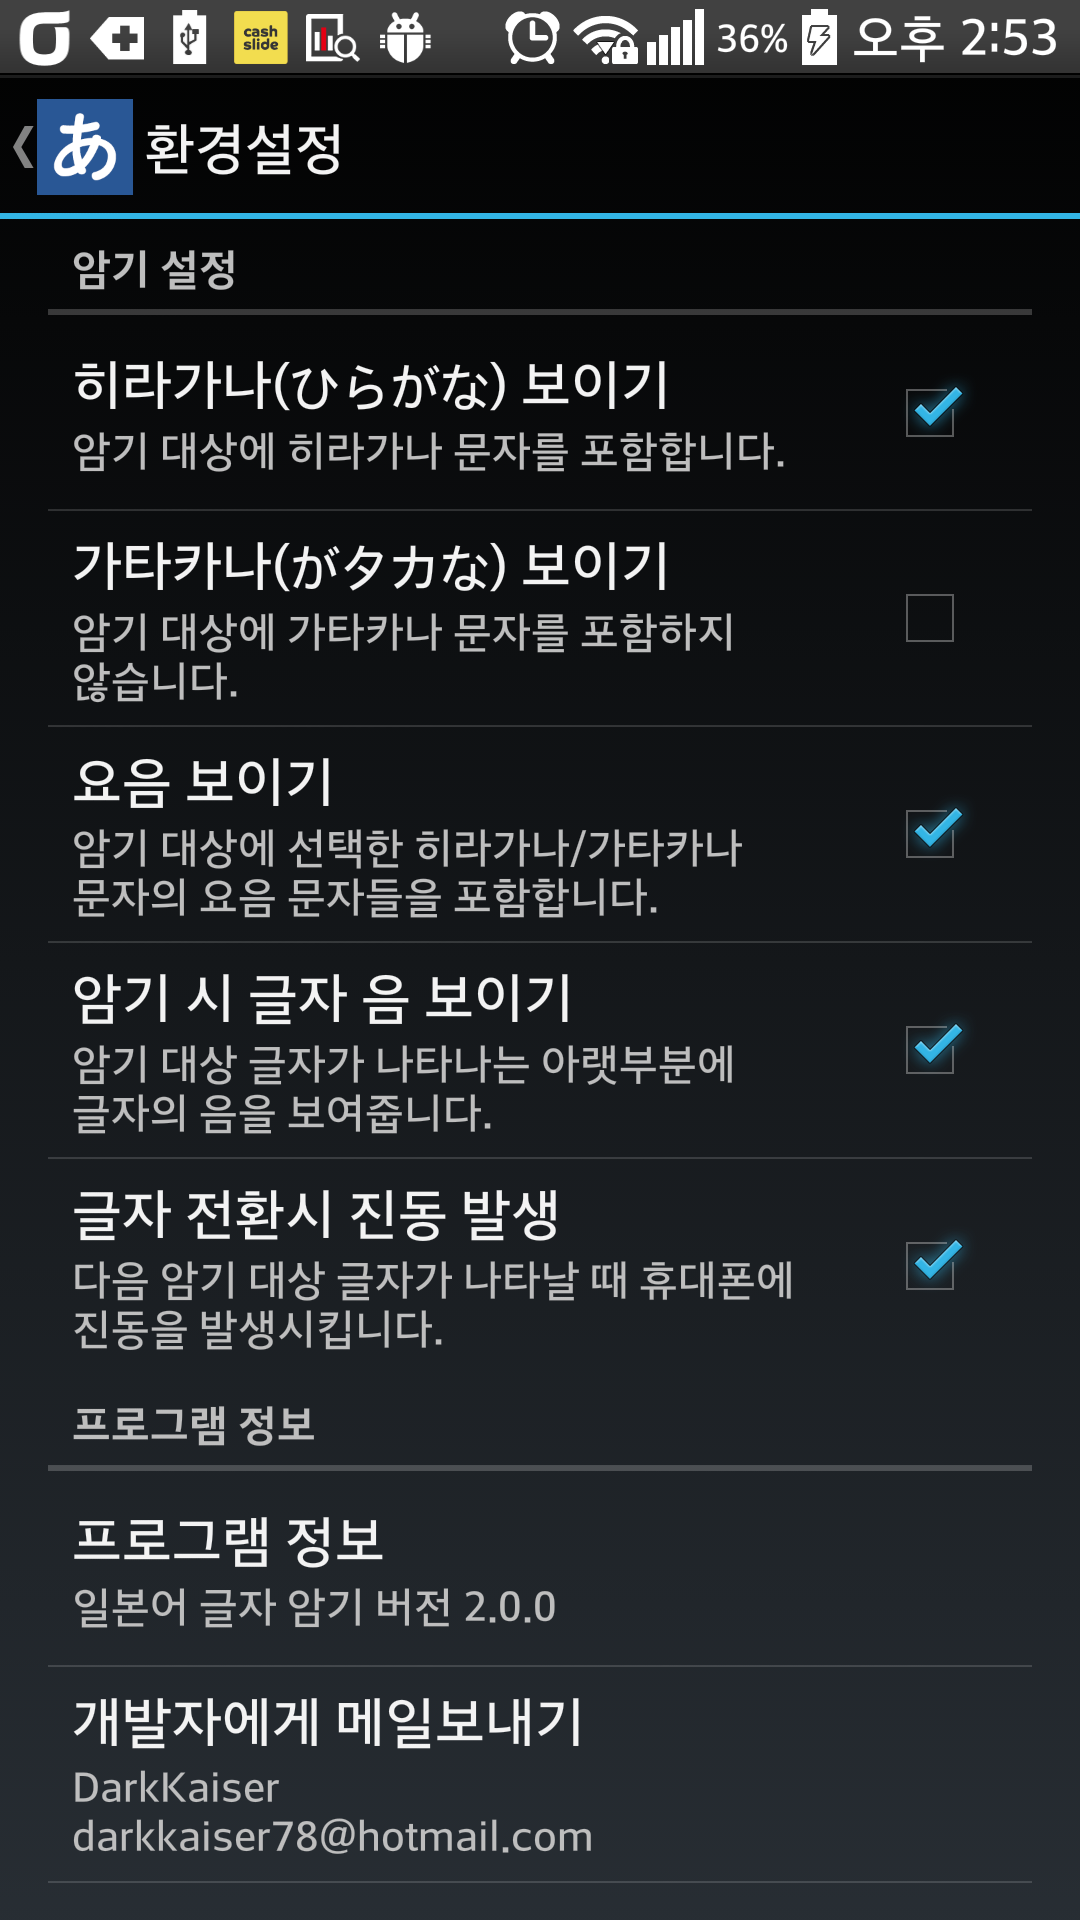 cash
slide
36%
오후 2:53
あ 환경설정
암기 설정
히라가나(ひらがな) 보이기
암기 대상에 히라가나 문자를 포함합니다.
가타카나(がタカな) 보이기
암기 대상에 가타카나 문자를 포함하지
않습니다.
요음 보이기
암기 대상에 선택한 히라가나/가타카나
문자의 요음 문자들을 포함합니다.
암기 시 글자 음 보이기
암기 대상 글자가 나타나는 아랫부분에
글자의 음을 보여줍니다.
글자 전환시 진동 발생
다음 암기 대상 글자가 나타날 때 휴대폰에
진동을 발생시킵니다.
프로그램 정보
프로그램 정보
일본어 글자 암기 버전 2.0.0
개발자에게 메일보내기
DarkKaiser
darkkaiser78@hotmail.com